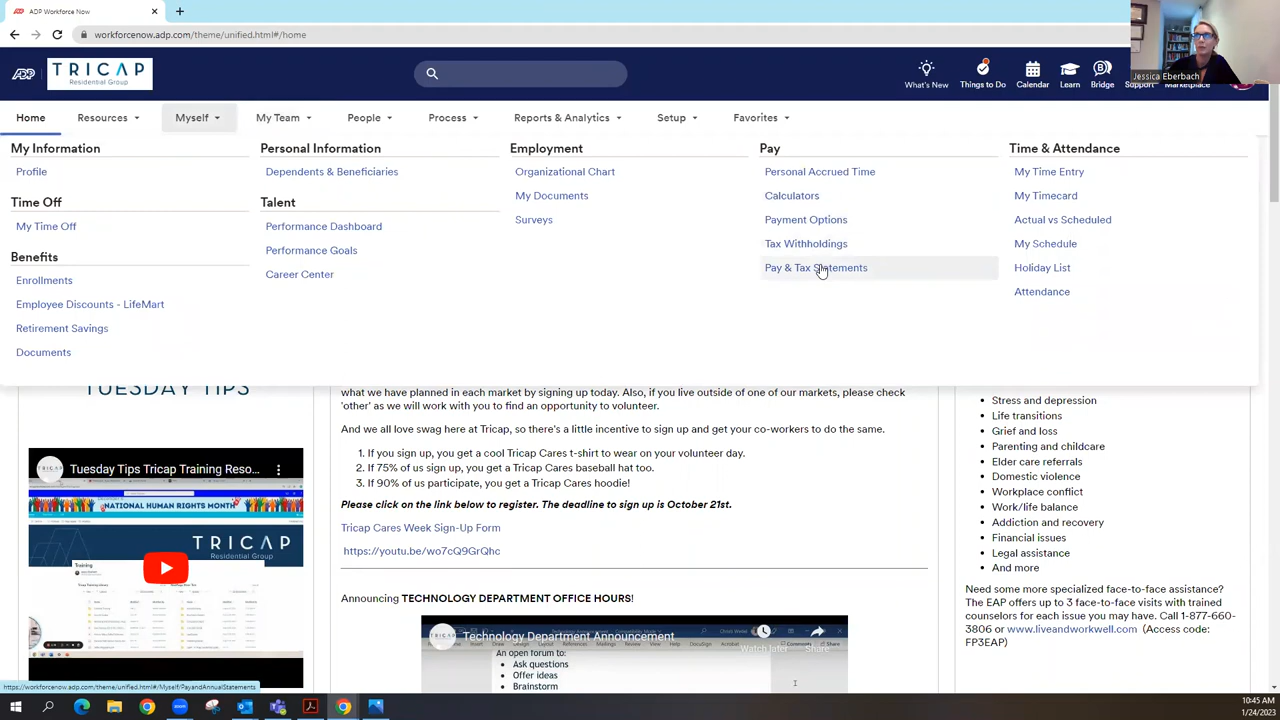 ADP Workforce Now
workforcenow.adp.com/theme/unified.html#/home
Jessica Eberbach
TRICAP
Residential Group
What's New
Things to Do
Calendar
Learn
Bridge
Support
Marketplace
Home
Resources
Myself
My Team
People
Process
Reports & Analytics
Setup
Favorites
My Information
Profile
Time Off
My Time Off
Benefits
Enrollments
Employee Discounts - LifeMart
Retirement Savings
Documents
Personal Information
Dependents & Beneficiaries
Talent
Performance Dashboard
Performance Goals
Career Center
Employment
Organizational Chart
My Documents
Surveys
Pay
Personal Accrued Time
Calculators
Payment Options
Tax Withholdings
Pay & Tax Statements
Time & Attendance
My Time Entry
My Timecard
Actual vs Scheduled
My Schedule
Holiday List
Attendance
TUESDAY TIPS
Tuesday Tips Tricap Training Reso...
NATIONAL HUMAN RIGHTS MONTH
TRICAP
Residential Group
Training
what we have planned in each market by signing up today. Also, if you live outside of one of our markets, please check
'other' as we will work with you to find an opportunity to volunteer.
And we all love swag here at Tricap, so there's a little incentive to sign up and get your co-workers to do the same.
1. If you sign up, you get a cool Tricap Cares t-shirt to wear on your volunteer day.
2. If 75% of us sign up, you get a Tricap Cares baseball hat too.
3. If 90% of us participate, you get a Tricap Cares hoodie!
Please click on the link below to register. The deadline to sign up is October 21st.
Tricap Cares Week Sign-Up Form
https://youtu.be/wo7cQ9GrQhc
Announcing TECHNOLOGY DEPARTMENT OFFICE HOURS!
Technology Department Announcement
Watch later
Share
An open forum to:
• Ask questions
• Offer ideas
• Brainstorm
• Stress and depression
• Life transitions
• Grief and loss
• Parenting and childcare
• Elder care referrals
• Domestic violence
• Workplace conflict
• Work/life balance
• Addiction and recovery
• Financial issues
• Legal assistance
• And more
Need some more specialized face-to-face assistance?
The EAP offers up to 3 face-to-face visits with trained
counselors for each issue you may have. Call 1-877-660-
3806 or www.liveandworkwell.com (Access code:
FP3EAP)
https://workforcenow.adp.com/theme/unified.html#/Myself/PayandAnnualStatements
10:45 AM
1/24/2023